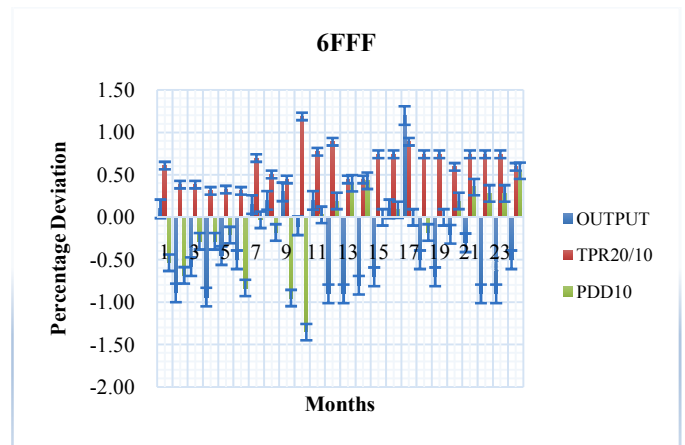 6FFF
1.50
1.00
0.50
0.00
-0.50
-1.00
-1.50
-2.00
Percentage Deviation
1 3 5 7 9 11 13 15 17 19 21 23
Months
OUTPUT
TPR20/10
PDD10